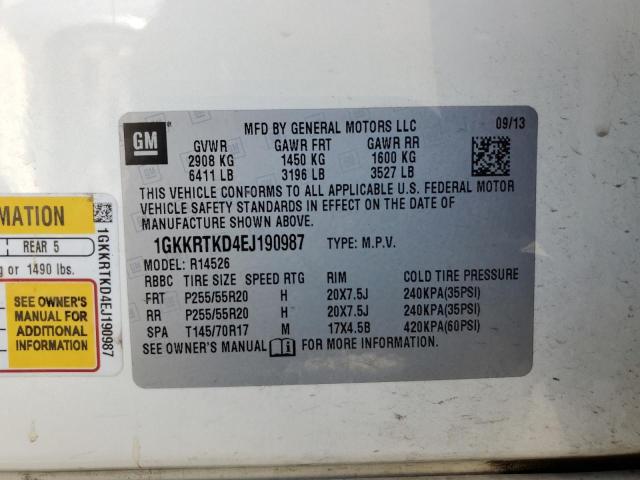 GM
MFD BY GENERAL MOTORS LLC 09/13
GVWR GAWR FRT GAWR RR
2908 KG 1450 KG 1600 KG
6411 LB 3196 LB 3527 LB
THIS VEHICLE CONFORMS TO ALL APPLICABLE U.S. FEDERAL MOTOR
VEHICLE SAFETY STANDARDS IN EFFECT ON THE DATE OF
MANUFACTURE SHOWN ABOVE.
1GKKRTKD4EJ190987 TYPE: M.P.V.
MODEL: R14526
RBBC TIRE SIZE SPEED RTG RIM COLD TIRE PRESSURE
FRT P255/55R20 H 20X7.5J 240KPA(35PSI)
RR P255/55R20 H 20X7.5J 240KPA(35PSI)
SPA T145/70R17 M 17X4.5B 420KPA(60PSI)
SEE OWNER'S MANUAL FOR MORE INFORMATION.
REAR 5
or 1490 lbs.
SEE OWNER'S
MANUAL FOR
ADDITIONAL
INFORMATION
1GKKRTKD4EJ190987